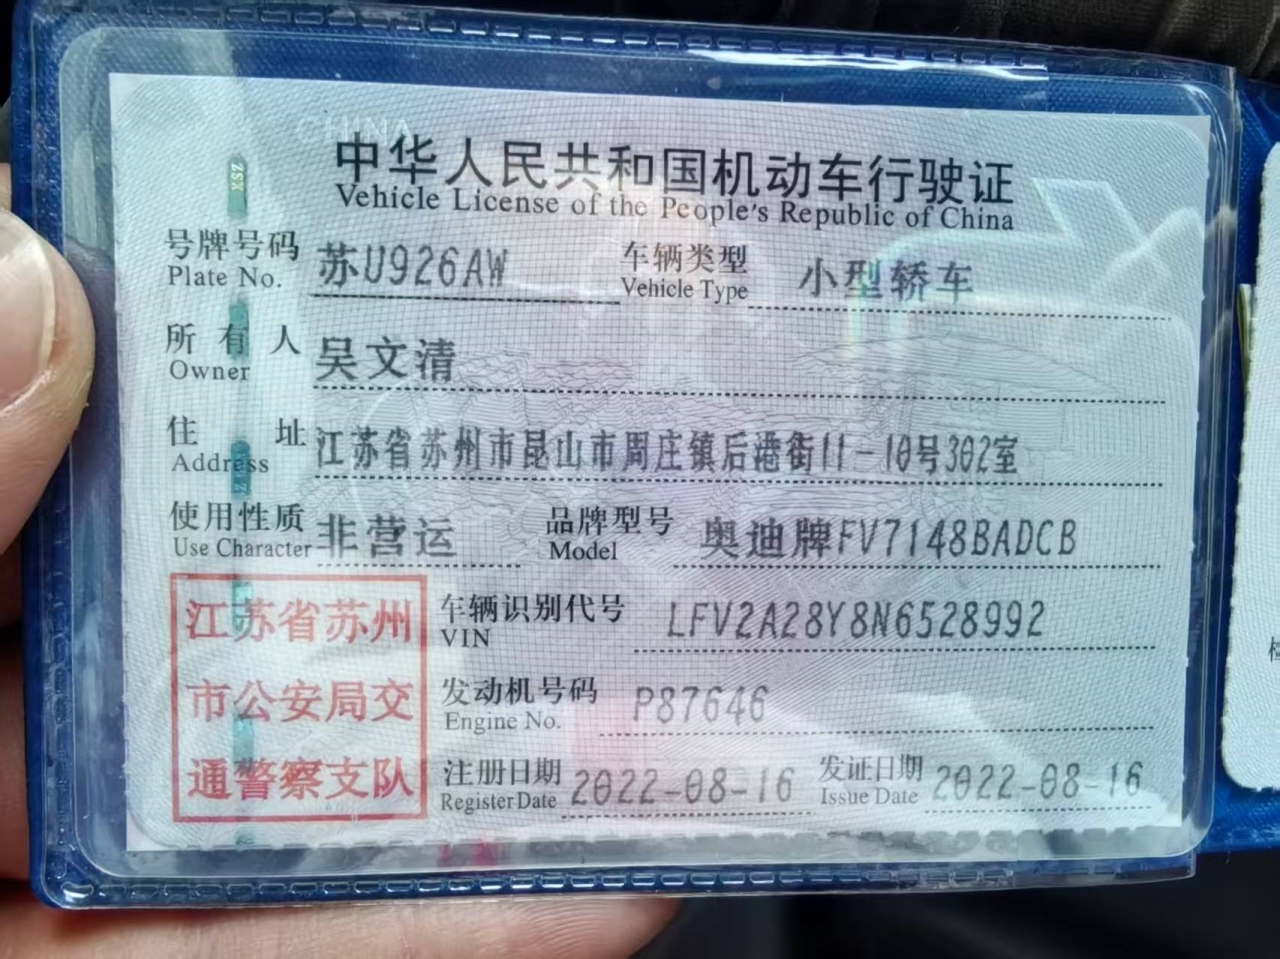 中华人民共和国机动车行驶证
Vehicle License of the People's Republic of China
号牌号码 苏U926AW 车辆类型 小型轿车
Plate No. Vehicle Type
所有人 吴文清
Owner
住址 江苏省苏州市昆山市周庄镇后港街11-10号302室
Address
使用性质 非营运 品牌型号 奥迪牌FV7148BADCB
Use Character Model
江苏省苏州
市公安局交
通警察支队
车辆识别代号 LFV2A28Y8N6528992
VIN
发动机号码 P87646
Engine No.
注册日期 2022-08-16 发证日期 2022-08-16
Register Date Issue Date